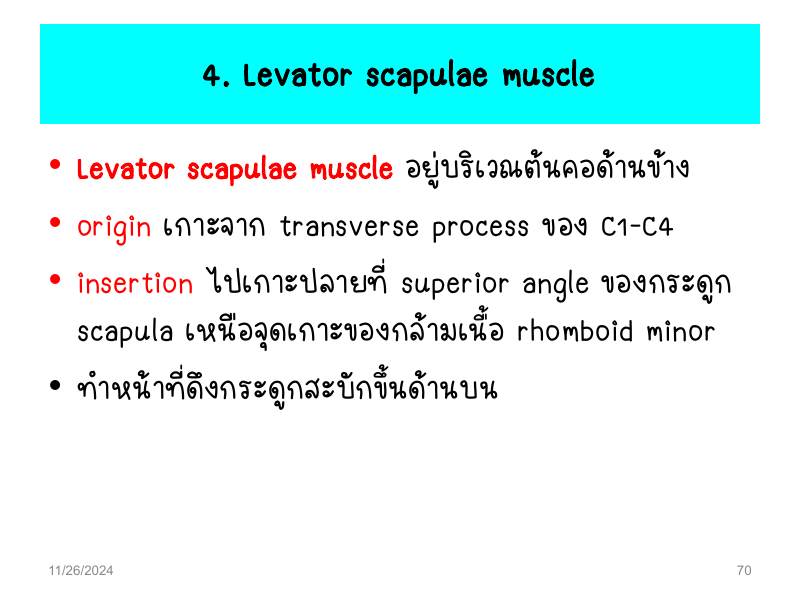 4. Levator scapulae muscle
• Levator scapulae muscle อยู่บริเวณต้นคอด้านข้าง
• origin เกาะจาก transverse process ของ C1-C4
• insertion ไปเกาะปลายที่ superior angle ของกระดูก
scapula เหนือจุดเกาะของกล้ามเนื้อ rhomboid minor
• ทำหน้าที่ดึงกระดูกสะบักขึ้นด้านบน
11/26/2024 70